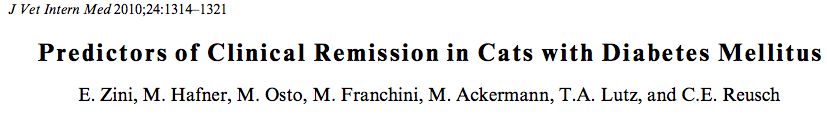 J Vet Intern Med 2010;24:1314–1321
Predictors of Clinical Remission in Cats with Diabetes Mellitus
E. Zini, M. Hafner, M. Osto, M. Franchini, M. Ackermann, T.A. Lutz, and C.E. Reusch